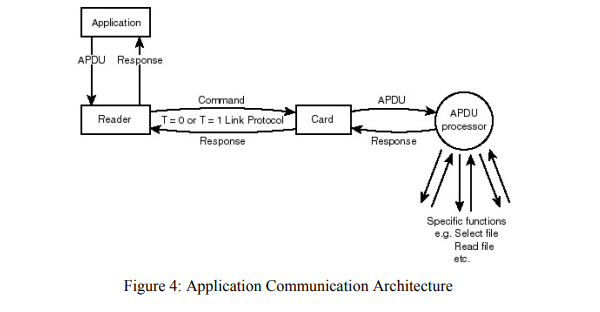 Application
APDU Response
Command
APDU
Reader
T = 0 or T = 1 Link Protocol
Card
APDU
processor
Response
Response
Specific functions
e.g. Select file
Read file
etc.
Figure 4: Application Communication Architecture